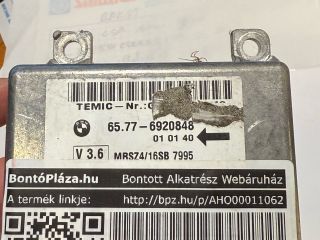 TEMIC-Nr.:
65.77-6920848
01 01 40
V 3.6
MRSZ4/16SB 7995
BontóPláza.hu
Bontott Alkatrész Webáruház
A termék linkje:
http://bpz.hu/p/AHO00011062